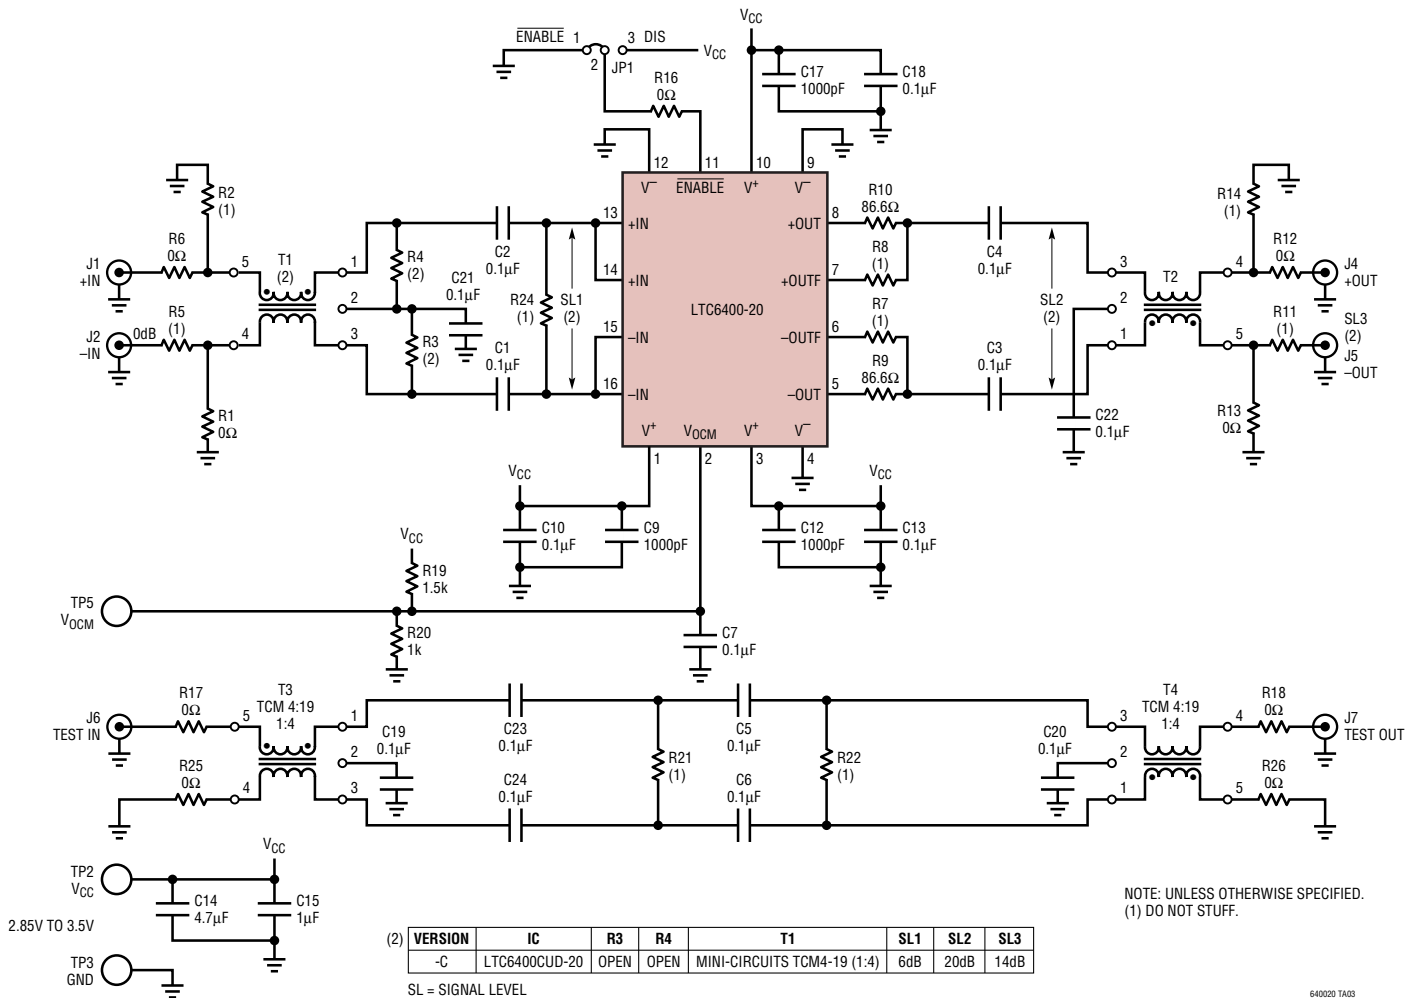 VCC
ENABLE 1
3 DIS
VCC
2
JP1
R16
0Ω
C17
1000pF
C18
0.1µF
12
11
10
9
V–
ENABLE
V+
V–
R2
(1)
R6
0Ω
J1
+IN
5
T1
(2)
1
R4
(2)
C21
0.1µF
C2
0.1µF
13
+IN
14
+IN
R24
(1)
SL1
(2)
LTC6400-20
J2
–IN
0dB
R5
(1)
4
2
3
R3
(2)
C1
0.1µF
15
–IN
16
–IN
R1
0Ω
R10
86.6Ω
+OUT
8
R8
(1)
+OUTF
7
R7
(1)
–OUTF
6
R9
86.6Ω
–OUT
5
C4
0.1µF
C3
0.1µF
SL2
(2)
3
T2
4
2
1
5
C22
0.1µF
R14
(1)
R12
0Ω
J4
+OUT
R11
(1)
SL3
(2)
J5
–OUT
R13
0Ω
V+
VOCM
V+
V–
1
2
3
4
VCC
C10
0.1µF
C9
1000pF
VCC
C12
1000pF
C13
0.1µF
VCC
R19
1.5k
TP5
VOCM
R20
1k
C7
0.1µF
J6
TEST IN
R17
0Ω
T3
TCM 4:19
1:4
5
1
2
C19
0.1µF
R25
0Ω
4
3
C23
0.1µF
C24
0.1µF
R21
(1)
C5
0.1µF
C6
0.1µF
R22
(1)
C20
0.1µF
T4
TCM 4:19
1:4
3
4
2
1
5
R18
0Ω
J7
TEST OUT
R26
0Ω
VCC
TP2
VCC
C14
4.7µF
C15
1µF
2.85V TO 3.5V
TP3
GND
NOTE: UNLESS OTHERWISE SPECIFIED.
(1) DO NOT STUFF.
(2) VERSION IC R3 R4 T1 SL1 SL2 SL3
-C LTC6400CUD-20 OPEN OPEN MINI-CIRCUITS TCM4-19 (1:4) 6dB 20dB 14dB
SL = SIGNAL LEVEL
640020 TA03